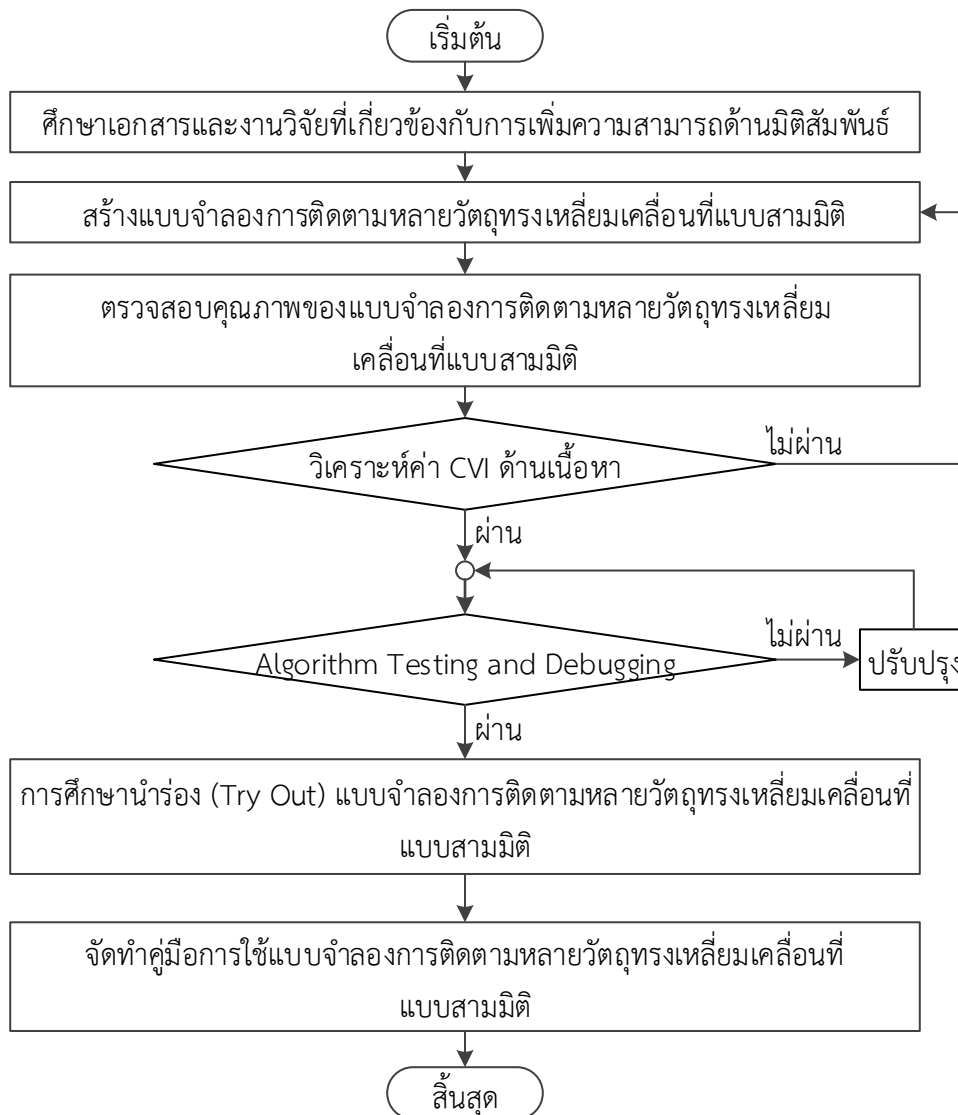 เริ่มต้น
ศึกษาเอกสารและงานวิจัยที่เกี่ยวข้องกับการเพิ่มความสามารถด้านมิติสัมพันธ์
สร้างแบบจำลองการติดตามหลายวัตถุทรงเหลี่ยมเคลื่อนที่แบบสามมิติ
ตรวจสอบคุณภาพของแบบจำลองการติดตามหลายวัตถุทรงเหลี่ยม
เคลื่อนที่แบบสามมิติ
ไม่ผ่าน
วิเคราะห์ค่า CVI ด้านเนื้อหา
ผ่าน
ไม่ผ่าน
Algorithm Testing and Debugging
ปรับปรุง
ผ่าน
การศึกษานำร่อง (Try Out) แบบจำลองการติดตามหลายวัตถุทรงเหลี่ยมเคลื่อนที่
แบบสามมิติ
จัดทำคู่มือการใช้แบบจำลองการติดตามหลายวัตถุทรงเหลี่ยมเคลื่อนที่
แบบสามมิติ
สิ้นสุด